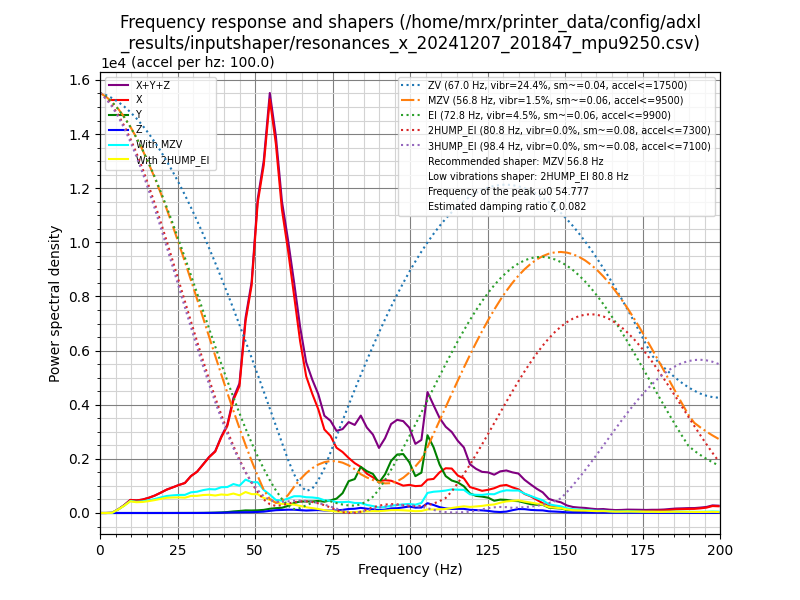 Frequency response and shapers (/home/mrx/printer_data/config/adxl
_results/inputshaper/resonances_x_20241207_201847_mpu9250.csv)
1e4 (accel per hz: 100.0)
X+Y+Z
X
Y
Z
With MZV
With 2HUMP_EI
ZV (67.0 Hz, vibr=24.4%, sm~=0.04, accel<=17500)
MZV (56.8 Hz, vibr=1.5%, sm~=0.06, accel<=9500)
EI (72.8 Hz, vibr=4.5%, sm~=0.06, accel<=9900)
2HUMP_EI (80.8 Hz, vibr=0.0%, sm~=0.08, accel<=7300)
3HUMP_EI (98.4 Hz, vibr=0.0%, sm~=0.08, accel<=7100)
Recommended shaper: MZV 56.8 Hz
Low vibrations shaper: 2HUMP_EI 80.8 Hz
Frequency of the peak ω0 54.777
Estimated damping ratio ζ 0.082
Power spectral density
1.6
1.4
1.2
1.0
0.8
0.6
0.4
0.2
0.0
0 25 50 75 100 125 150 175 200
Frequency (Hz)